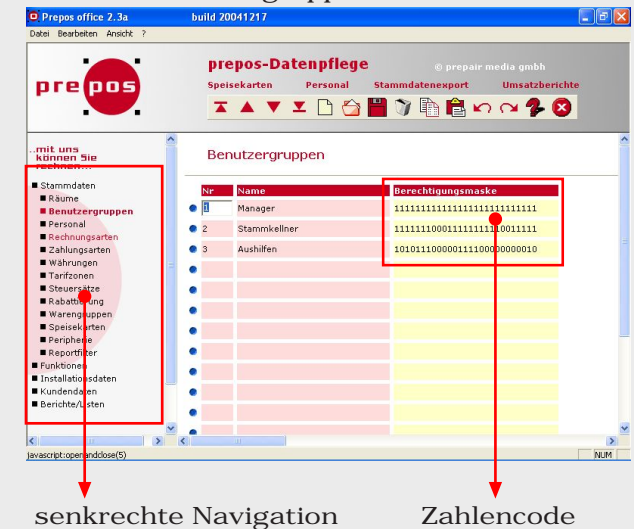 Prepos office 2.3a build 20041217
Datei Bearbeiten Ansicht ?
prepos
prepos-Datenpflege © prepair media gmbh
Speisekarten Personal Stammdatenexport Umsatzberichte
..mit uns
können Sie
rechnen...
Benutzergruppen
Stammdaten
Räume
Benutzergruppen
Personal
Rechnungsarten
Zahlungsarten
Währungen
Tarifzonen
Steuersätze
Rabattierung
Warengruppen
Speisekarten
Peripherie
Reportfilter
Funktionen
Installationsdaten
Kundendaten
Berichte/Listen
Nr Name Berechtigungsmaske
1 Manager
2 Stammkellner
3 Aushilfen
javascript:openandclose(5) NUM
senkrechte Navigation Zahlencode